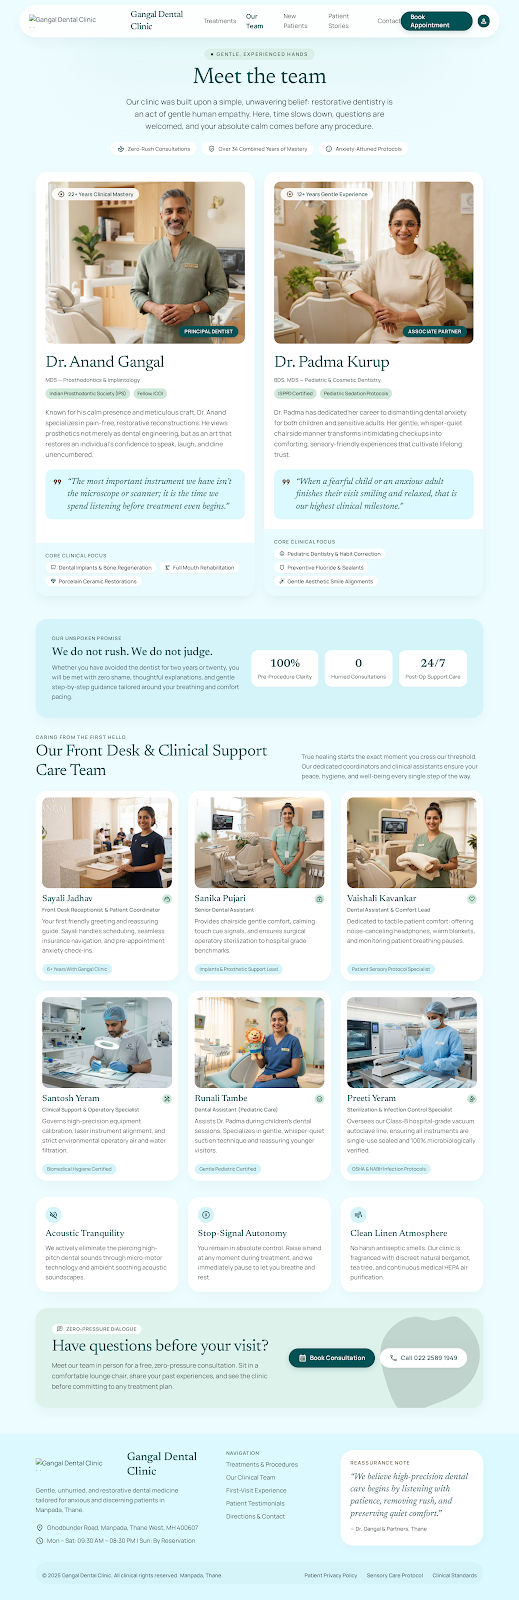 Gangal Dental Clinic
Gangal Dental
Clinic
Treatments
Our
Team
New
Patients
Patient
Stories
Contact
Book
Appointment
GENTLE, EXPERIENCED HANDS
Meet the team
Our clinic was built upon a simple, unwavering belief: restorative dentistry is
an act of gentle human empathy. Here, time slows down, questions are
welcomed, and your absolute calm comes before any procedure.
Zero-Rush Consultations
Over 34 Combined Years of Mastery
Anxiety-Attuned Protocols
22+ Years Clinical Mastery
PRINCIPAL DENTIST
Dr. Anand Gangal
MDS — Prosthodontics & Implantology
Indian Prosthodontic Society (IPS)
Fellow, ICCI
Known for his calm presence and meticulous craft, Dr. Anand
specializes in pain-free, restorative reconstructions. He views
prosthetics not merely as dental engineering, but as an art that
restores an individual's confidence to speak, laugh, and dine
unencumbered.
“The most important instrument we have isn't
the microscope or scanner; it is the time we
spend listening before treatment even begins.”
CORE CLINICAL FOCUS
Dental Implants & Bone Regeneration
Full Mouth Rehabilitation
Porcelain Ceramic Restorations
12+ Years Gentle Experience
ASSOCIATE PARTNER
Dr. Padma Kurup
BDS, MDS — Pediatric & Cosmetic Dentistry
ISPPD Certified
Pediatric Sedation Protocols
Dr. Padma has dedicated her career to dismantling dental anxiety
for both children and sensitive adults. Her gentle, whisper-quiet
chairside manner transforms intimidating checkups into
comforting, sensory-friendly experiences that cultivate lifelong
trust.
“When a fearful child or an anxious adult
finishes their visit smiling and relaxed, that is
our highest clinical milestone.”
CORE CLINICAL FOCUS
Pediatric Dentistry & Habit Correction
Preventive Fluoride & Sealants
Gentle Aesthetic Smile Alignments
OUR UNSPOKEN PROMISE
We do not rush. We do not judge.
Whether you have avoided the dentist for two years or twenty, you
will be met with zero shame, thoughtful explanations, and gentle
step-by-step guidance tailored around your breathing and comfort
pacing.
100%
Pre-Procedure Clarity
0
Hurried Consultations
24/7
Post-Op Support Care
CARING FROM THE FIRST HELLO
Our Front Desk & Clinical Support
Care Team
True healing starts the exact moment you cross our threshold.
Our dedicated coordinators and clinical assistants ensure your
peace, hygiene, and well-being every single step of the way.
Sayali Jadhav
Front Desk Receptionist & Patient Coordinator
Your first friendly greeting and reassuring
guide. Sayali handles scheduling, seamless
insurance navigation, and pre-appointment
anxiety check-ins.
6+ Years With Gangal Clinic
Sanika Pujari
Senior Dental Assistant
Provides chairside gentle comfort, calming
touch cue signals, and ensures surgical
operatory sterilization to hospital grade
benchmarks.
Implants & Prosthetic Support Lead
Vaishali Kavankar
Dental Assistant & Comfort Lead
Dedicated to tactile patient comfort: offering
noise-canceling headphones, warm blankets,
and monitoring patient breathing pauses.
Patient Sensory Protocol Specialist
Santosh Yeram
Clinical Support & Operatory Specialist
Governs high-precision equipment
calibration, laser instrument alignment, and
strict environmental operatory air and water
filtration.
Biomedical Hygiene Certified
Runali Tambe
Dental Assistant (Pediatric Care)
Assists Dr. Padma during children's dental
sessions. Specializes in gentle, whisper-quiet
suction technique and reassuring younger
visitors.
Gentle Pediatric Certified
Preeti Yeram
Sterilization & Infection Control Specialist
Oversees our Class-B hospital-grade vacuum
autoclave line, ensuring all instruments are
single-use sealed and 100% microbiologically
verified.
OSHA & NABH Infection Protocols
Acoustic Tranquility
We actively eliminate the piercing high-
pitch dental sounds through micro-motor
technology and ambient soothing acoustic
soundscapes.
Stop-Signal Autonomy
You remain in absolute control. Raise a hand
at any moment during treatment, and we
immediately pause to let you breathe and
rest.
Clean Linen Atmosphere
No harsh antiseptic smells. Our clinic is
fragranced with discreet natural bergamot,
tea tree, and continuous medical HEPA air
purification.
ZERO-PRESSURE DIALOGUE
Have questions before your visit?
Meet our team in person for a free, zero-pressure consultation. Sit in a
comfortable lounge chair, share your past experiences, and see the clinic
before committing to any treatment plan.
Book Consultation
Call 022 2589 1949
Gangal Dental Clinic
Gangal Dental
Clinic
Gentle, unhurried, and restorative dental medicine
tailored for anxious and discerning patients in
Manpada, Thane.
Ghodbunder Road, Manpada, Thane West, MH 400607
Mon – Sat: 09:30 AM – 08:30 PM | Sun: By Reservation
NAVIGATION
Treatments & Procedures
Our Clinical Team
First-Visit Experience
Patient Testimonials
Directions & Contact
REASSURANCE NOTE
“We believe high-precision dental
care begins by listening with
patience, removing rush, and
preserving quiet comfort.”
— Dr. Gangal & Partners, Thane
© 2025 Gangal Dental Clinic. All clinical rights reserved. Manpada, Thane.
Patient Privacy Policy
Sensory Care Protocol
Clinical Standards